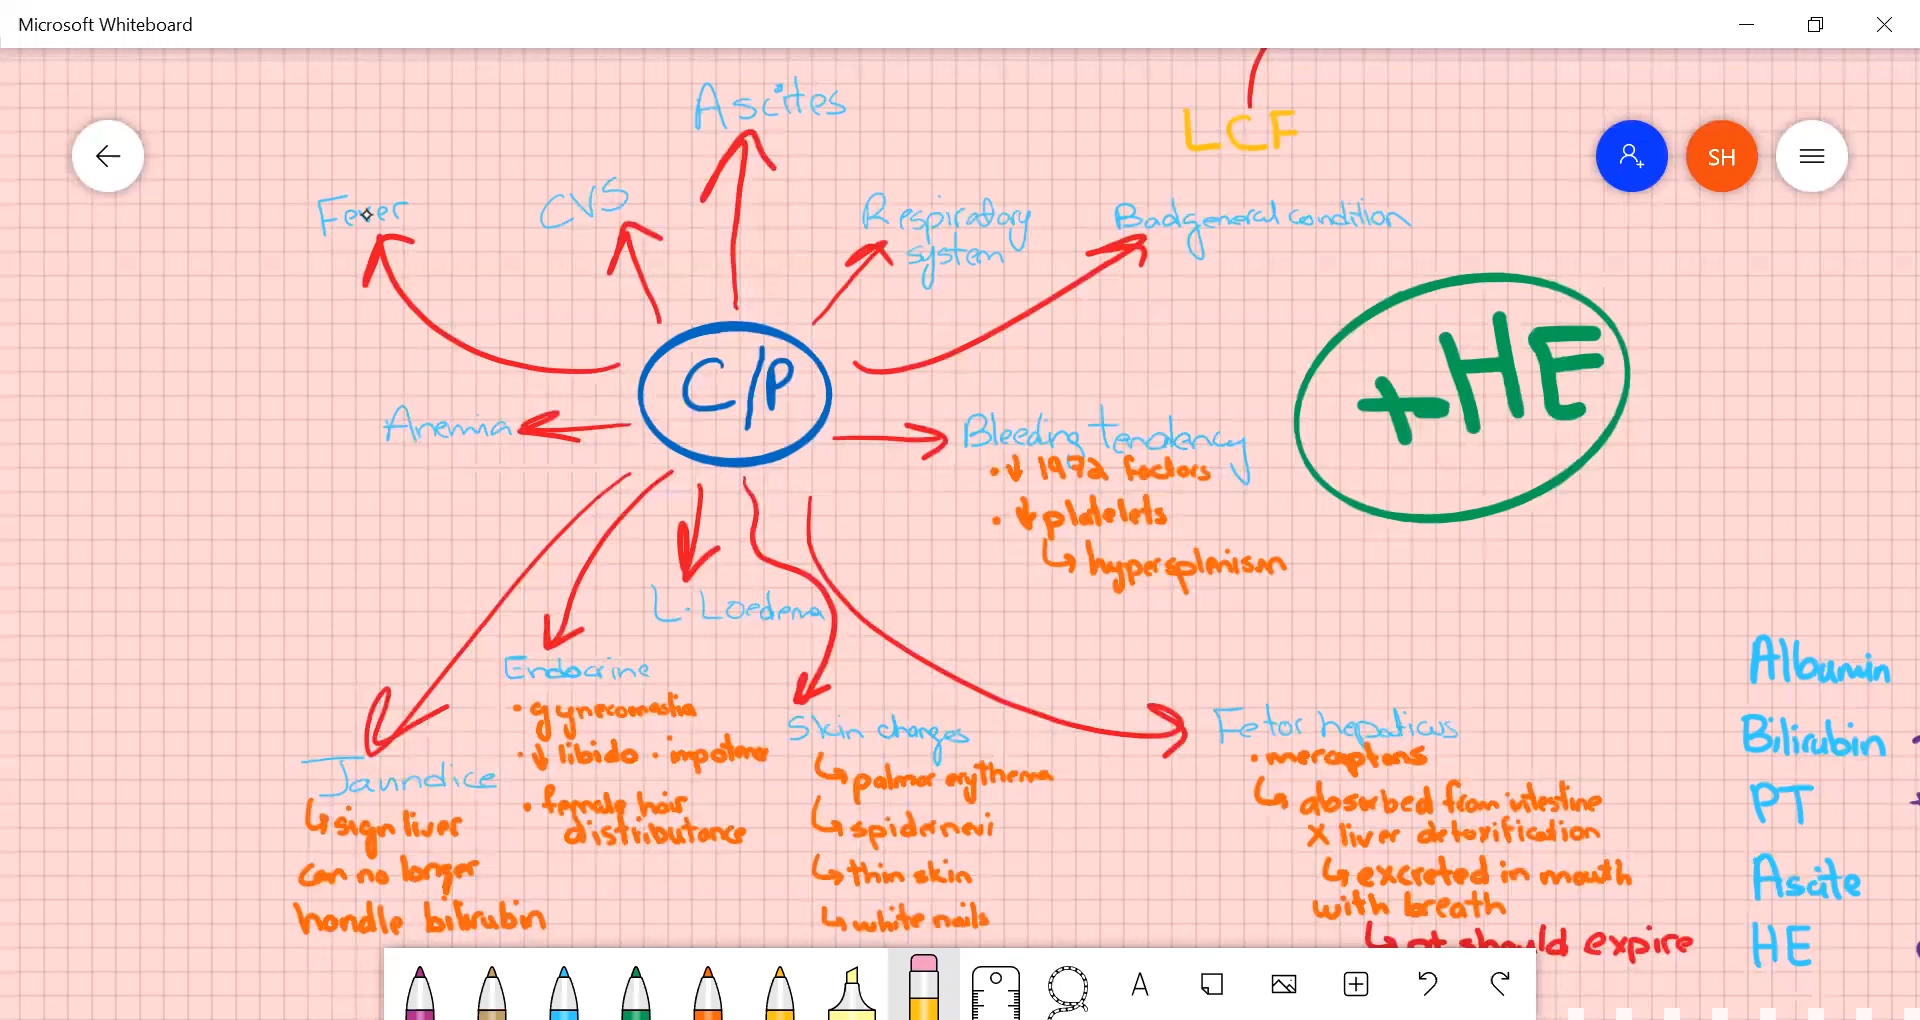 Microsoft Whiteboard
Ascites
LCF
SH
Fever
CVS
Respiratory
system
Bad general condition
+HE
C/P
Anemia
Bleeding tendency
• ↓ 1972 factors
• ↓ platelets
↳ hypersplenism
L.Loedema
Endocrine
• gynecomastia
• ↓ libido • impotence
• female hair
distributance
Jaundice
↳ sign liver
can no longer
handle bilirubin
Skin changes
↳ palmar erythema
↳ spider nevi
↳ thin skin
↳ white nails
Fetor hepaticus
• mercaptans
↳ absorbed from intestine
X liver detoxification
↳ excreted in mouth
with breath
↳ pt should expire
Albumin
Bilirubin
PT
Ascite
HE